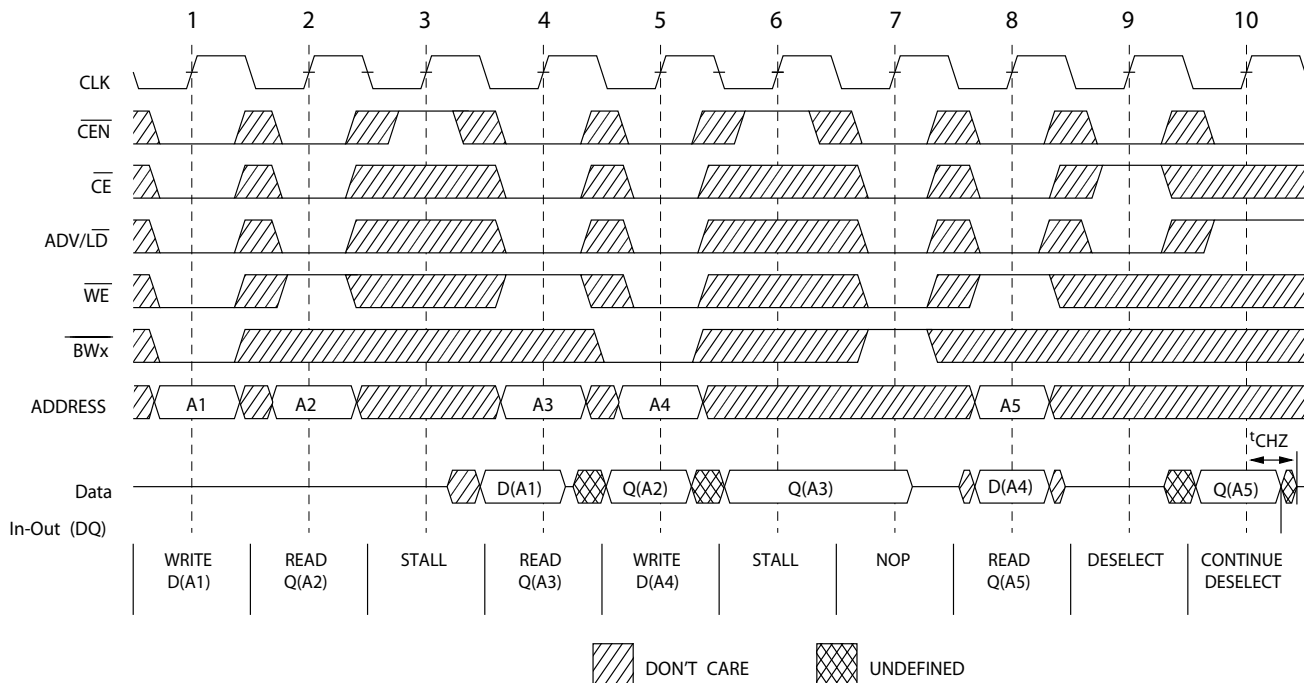 1 2 3 4 5 6 7 8 9 10
CLK
CEN
CE
ADV/LD
WE
BWx
ADDRESS A1 A2 A3 A4 A5
tCHZ
Data D(A1) Q(A2) Q(A3) D(A4) Q(A5)
In-Out (DQ)
WRITE READ STALL READ WRITE STALL NOP READ DESELECT CONTINUE
D(A1) Q(A2) Q(A3) D(A4) Q(A5) DESELECT
DON'T CARE UNDEFINED